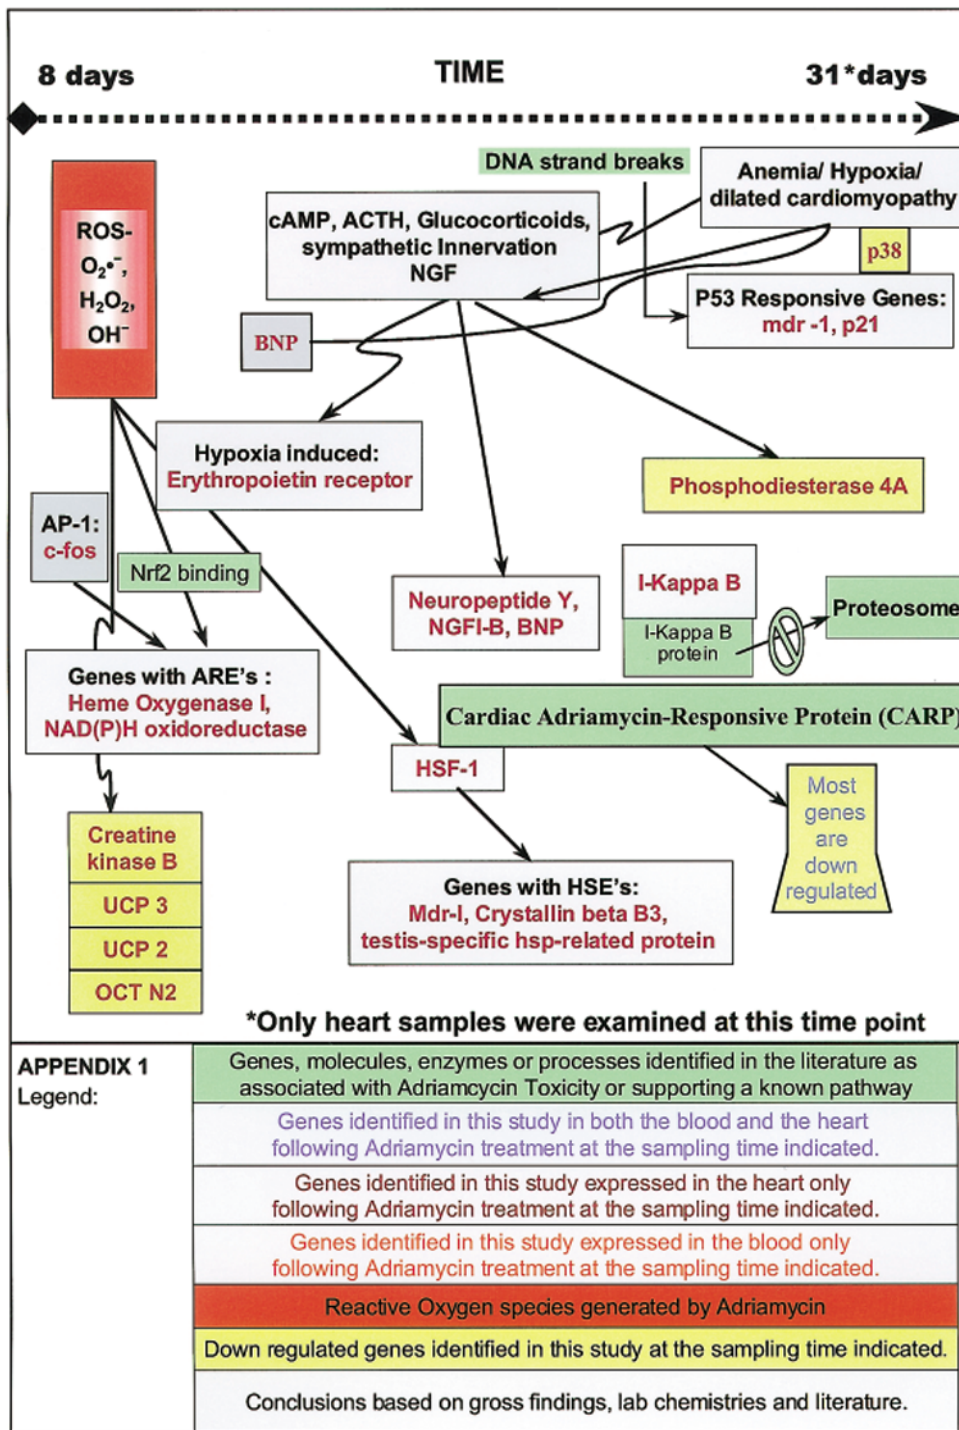 8 days
TIME
31*days
ROS-
O₂•⁻,
H₂O₂,
OH⁻
DNA strand breaks
Anemia/ Hypoxia/
dilated cardiomyopathy
cAMP, ACTH, Glucocorticoids,
sympathetic Innervation
NGF
p38
P53 Responsive Genes:
mdr -1, p21
BNP
Hypoxia induced:
Erythropoietin receptor
Phosphodiesterase 4A
AP-1:
c-fos
Nrf2 binding
Neuropeptide Y,
NGFI-B, BNP
I-Kappa B
I-Kappa B
protein
Proteosome
Genes with ARE's :
Heme Oxygenase I,
NAD(P)H oxidoreductase
Cardiac Adriamycin-Responsive Protein (CARP)
HSF-1
Most
genes
are
down
regulated
Creatine
kinase B
UCP 3
UCP 2
OCT N2
Genes with HSE's:
Mdr-I, Crystallin beta B3,
testis-specific hsp-related protein
*Only heart samples were examined at this time point
APPENDIX 1
Legend:
Genes, molecules, enzymes or processes identified in the literature as
associated with Adriamcycin Toxicity or supporting a known pathway
Genes identified in this study in both the blood and the heart
following Adriamycin treatment at the sampling time indicated.
Genes identified in this study expressed in the heart only
following Adriamycin treatment at the sampling time indicated.
Genes identified in this study expressed in the blood only
following Adriamycin treatment at the sampling time indicated.
Reactive Oxygen species generated by Adriamycin
Down regulated genes identified in this study at the sampling time indicated.
Conclusions based on gross findings, lab chemistries and literature.